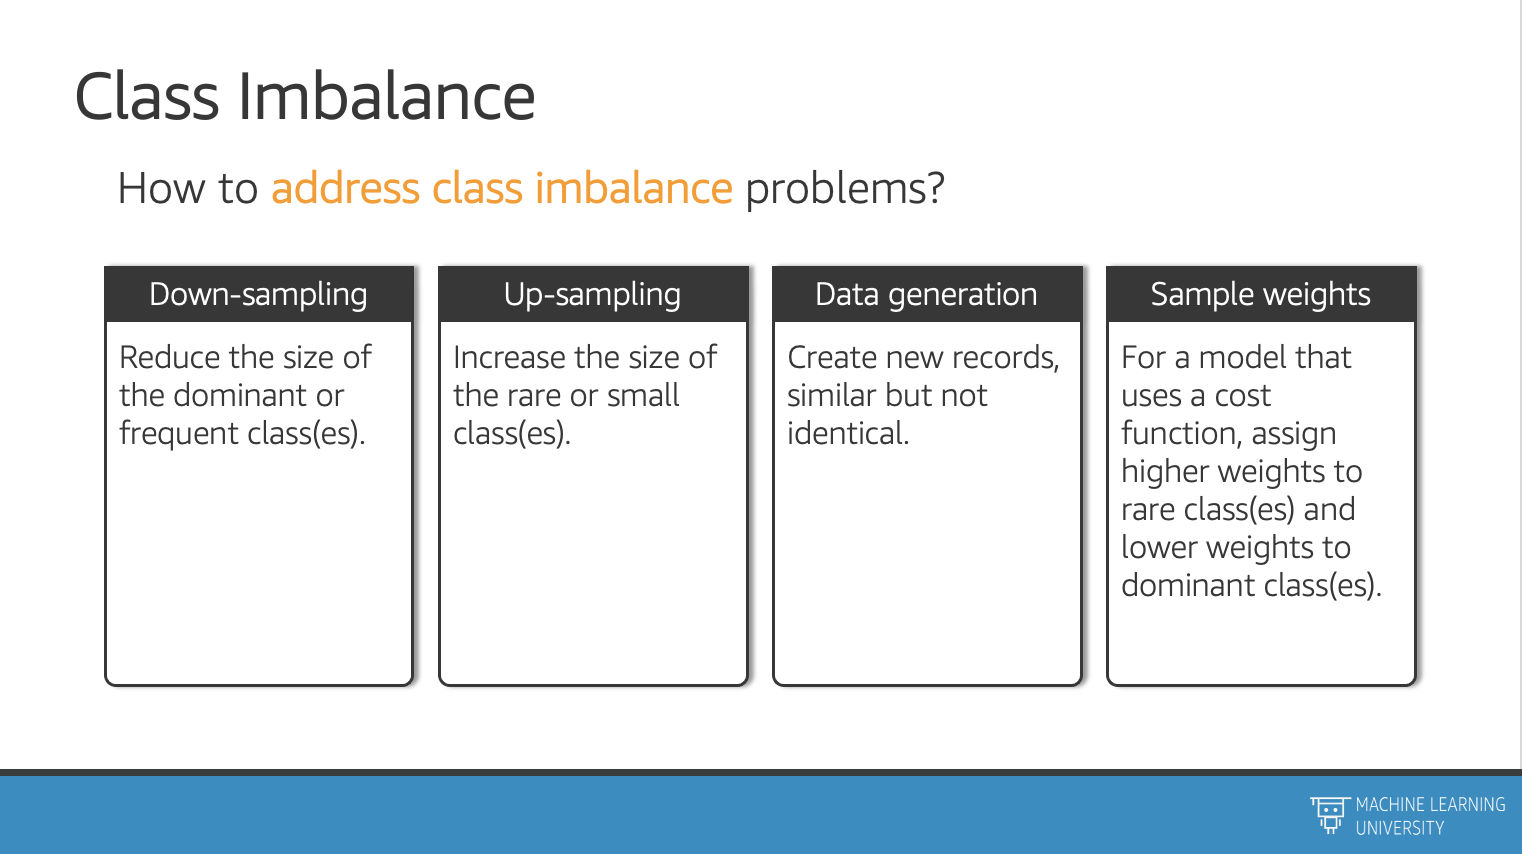 Class Imbalance
How to address class imbalance problems?
Down-sampling
Reduce the size of
the dominant or
frequent class(es).
Up-sampling
Increase the size of
the rare or small
class(es).
Data generation
Create new records,
similar but not
identical.
Sample weights
For a model that
uses a cost
function, assign
higher weights to
rare class(es) and
lower weights to
dominant class(es).
MACHINE LEARNING
UNIVERSITY